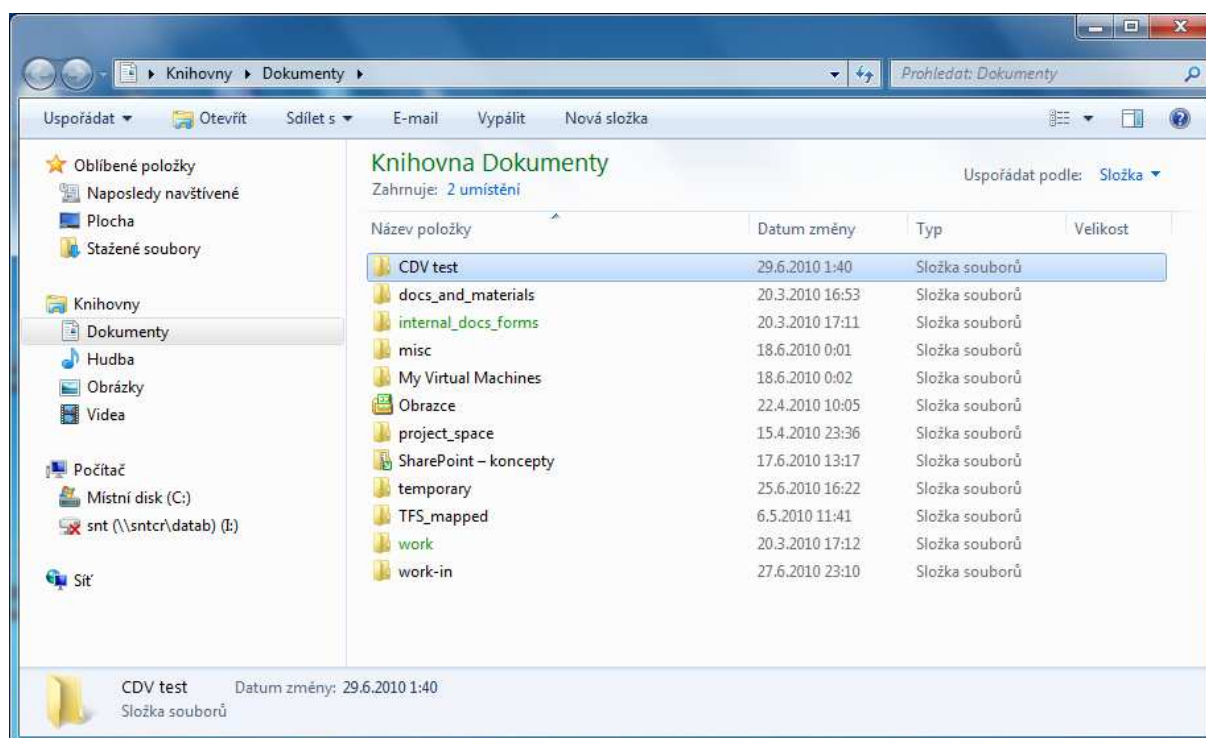 Knihovny Dokumenty
Prohledat: Dokumenty
Uspořádat Otevřít Sdílet s E-mail Vypálit Nová složka
Oblíbené položky
Naposledy navštívené
Plocha
Stažené soubory
Knihovny
Dokumenty
Hudba
Obrázky
Videa
Počítač
Místní disk (C:)
snt (\\sntcr\datab) (I:)
Síť
Knihovna Dokumenty
Zahrnuje: 2 umístění
Uspořádat podle: Složka
Název položky Datum změny Typ Velikost
CDV test 29.6.2010 1:40 Složka souborů
docs_and_materials 20.3.2010 16:53 Složka souborů
internal_docs_forms 20.3.2010 17:11 Složka souborů
misc 18.6.2010 0:01 Složka souborů
My Virtual Machines 18.6.2010 0:02 Složka souborů
Obrazce 22.4.2010 10:05 Složka souborů
project_space 15.4.2010 23:36 Složka souborů
SharePoint – koncepty 17.6.2010 13:17 Složka souborů
temporary 25.6.2010 16:22 Složka souborů
TFS_mapped 6.5.2010 11:41 Složka souborů
work 20.3.2010 17:12 Složka souborů
work-in 27.6.2010 23:10 Složka souborů
CDV test Datum změny: 29.6.2010 1:40
Složka souborů